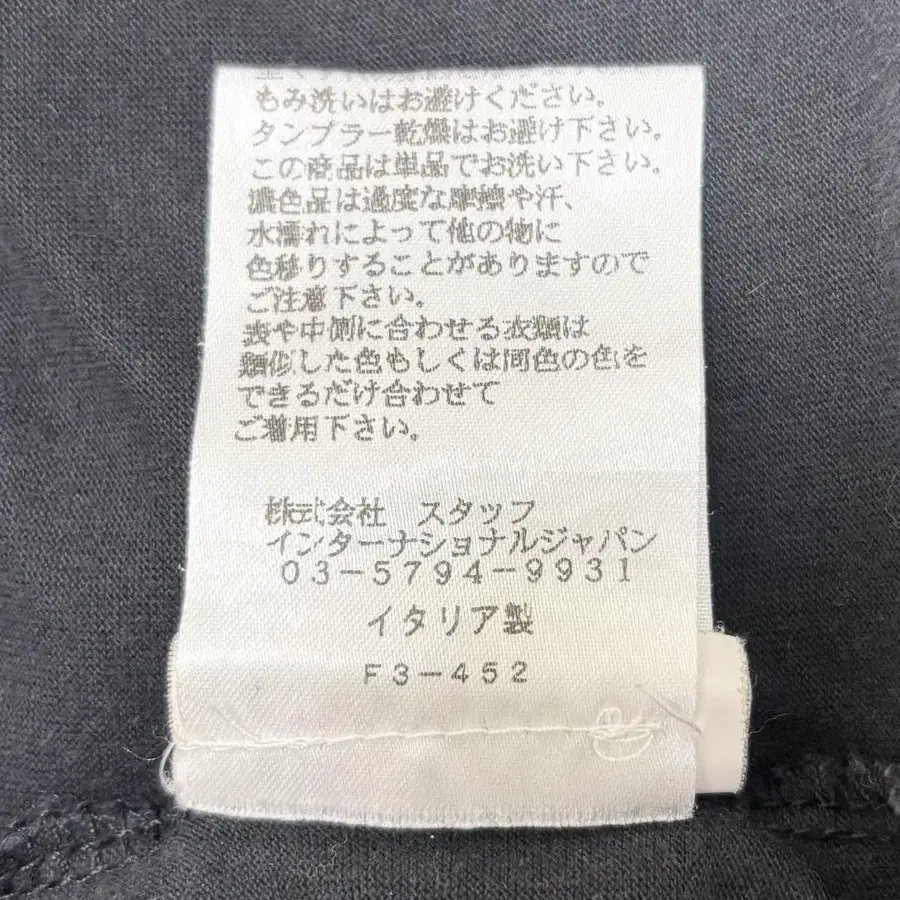 もみ洗いはお避けください。
タンブラー乾燥はお避け下さい。
この商品は単品でお洗い下さい。
濃色品は過度な摩擦や汗、
水濡れによって他の物に
色移りすることがありますので
ご注意下さい。
表や中側に合わせる衣類は
類似した色もしくは同色の色を
できるだけ合わせて
ご着用下さい。
株式会社　スタッフ
インターナショナルジャパン
03-5794-9931
イタリア製
F3-452